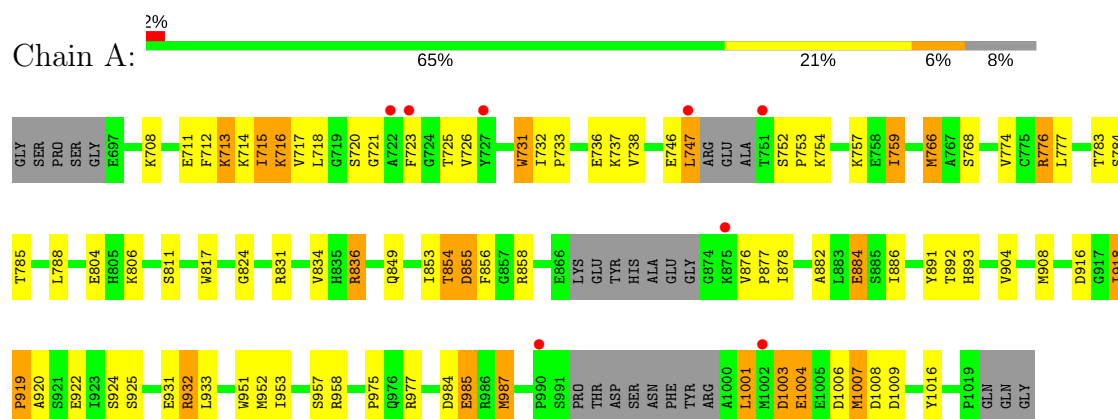 2%
Chain A:
65% 21% 6% 8%
GLY SER PRO SER GLY E697 K708 E711 F712 K713 K714 I715 K716 V717 L718 G719 S720 G721 A722 F723 G724 T725 V726 Y727 W731 I732 P733 E736 K737 V738 E746 L747 ARG GLU ALA T751 S752 P753 K754 K757 E758 I759 M766 A767 S768 V774 C775 R776 L777 T783 S784
T785 L788 E804 H805 K806 S811 W817 G824 R831 V834 H835 R836 Q849 I853 T854 D855 F856 G857 R858 E866 LYS GLU TYR HIS ALA GLU GLY G874 K875 V876 P877 I878 A882 L883 E884 S885 I886 Y891 T892 H893 V904 M908 D916 G917 I918
P919 A920 S921 E922 I923 S924 S925 E931 R932 L933 W951 M952 I953 S957 R958 P975 Q976 R977 D984 E985 R986 M987 P990 S991 PRO THR ASP SER ASN PHE TYR ARG A1000 L1001 M1002 D1003 E1004 E1005 D1006 M1007 D1008 D1009 Y1016 P1019 GLN GLN GLY